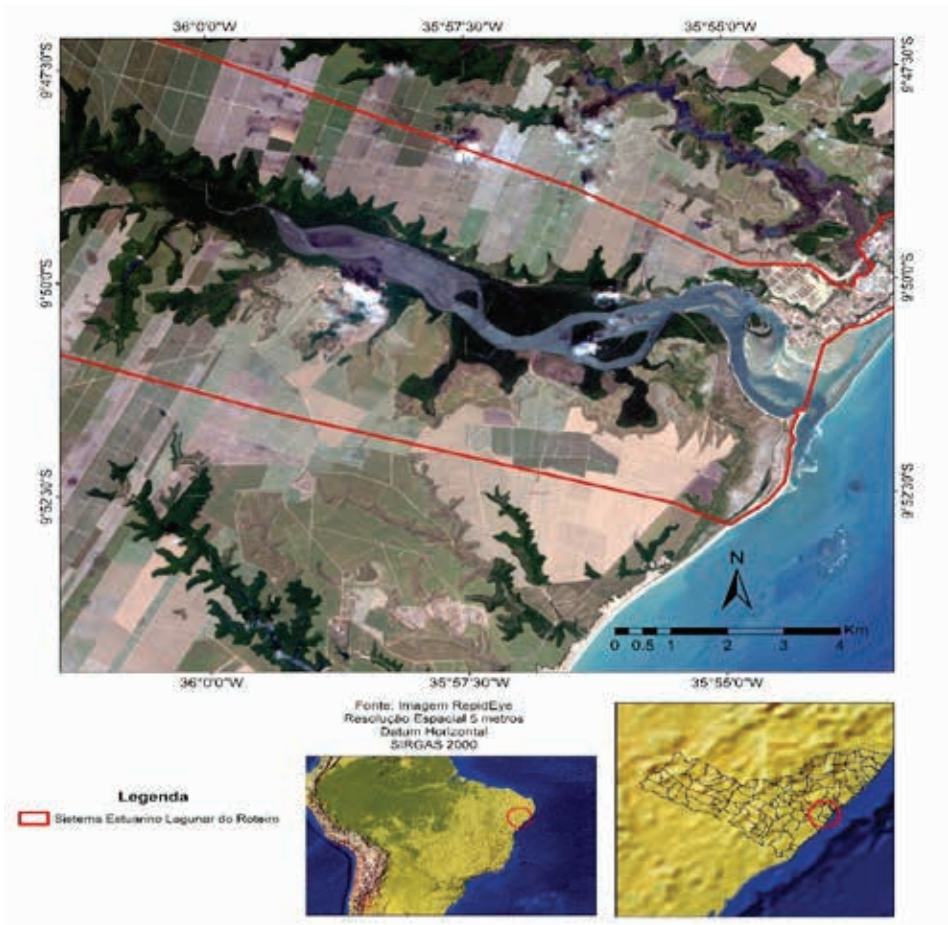 36°0'0"W 35°57'30"W 35°55'0"W
9°47'30"S 9°47'30"S
9°50'0"S 9°50'0"S
9°52'30"S 9°52'30"S
N
Km
0 0.5 1 2 3 4
36°0'0"W 35°57'30"W 35°55'0"W
Fonte: Imagem RepidEye
Resolução Espacial 5 metros
Datum Horizontal
SIRGAS 2000
Legenda
Sistema Estuarino Lagunar do Roteiro